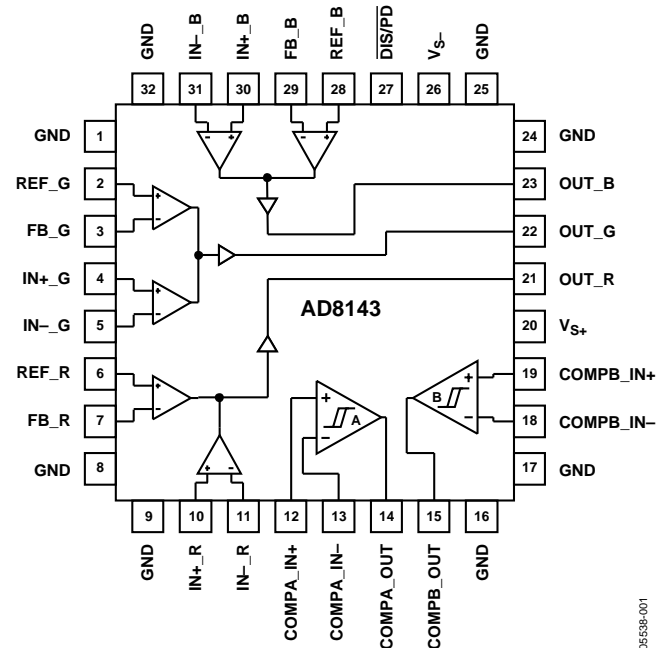 GND
IN–_B
IN+_B
FB_B
REF_B
DIS/PD
VS–
GND
32
31
30
29
28
27
26
25
GND 1
REF_G 2
FB_G 3
IN+_G 4
IN–_G 5
REF_R 6
FB_R 7
GND 8
24 GND
23 OUT_B
22 OUT_G
21 OUT_R
20 VS+
19 COMPB_IN+
18 COMPB_IN–
17 GND
- +
- +
+
-
+
-
+
-
+ -
AD8143
+
–
A
B
+
–
9
10
11
12
13
14
15
16
GND
IN+_R
IN–_R
COMPA_IN+
COMPA_IN–
COMPA_OUT
COMPB_OUT
GND
05538-001